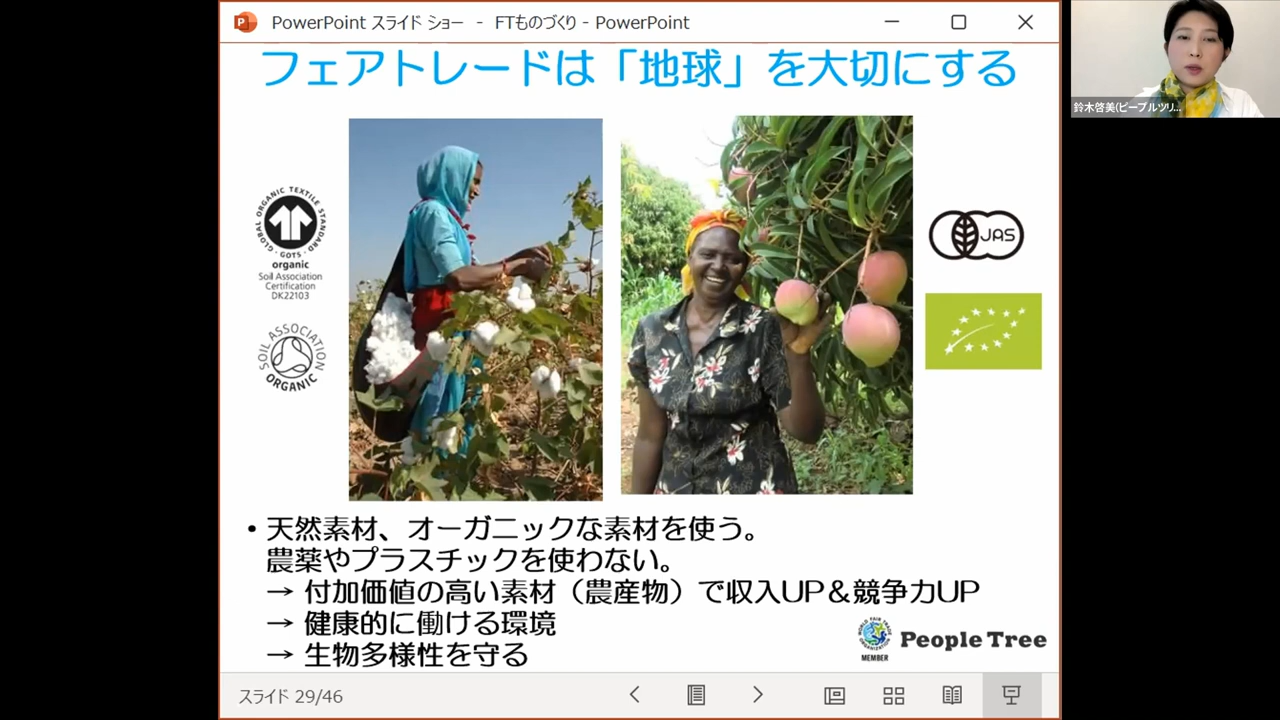 PowerPoint スライド ショー - FTものづくり - PowerPoint
鈴木啓美(ピープルツリ...
フェアトレードは「地球」を大切にする
GLOBAL ORGANIC TEXTILE STANDARD
· GOTS ·
organic
Soil Association
Certification
DK22103
SOIL ASSOCIATION
ORGANIC
JAS
• 天然素材、オーガニックな素材を使う。
農薬やプラスチックを使わない。
→ 付加価値の高い素材（農産物）で収入UP＆競争力UP
→ 健康的に働ける環境
→ 生物多様性を守る
WORLD FAIR TRADE ORGANIZATION
MEMBER
People Tree
スライド 29/46